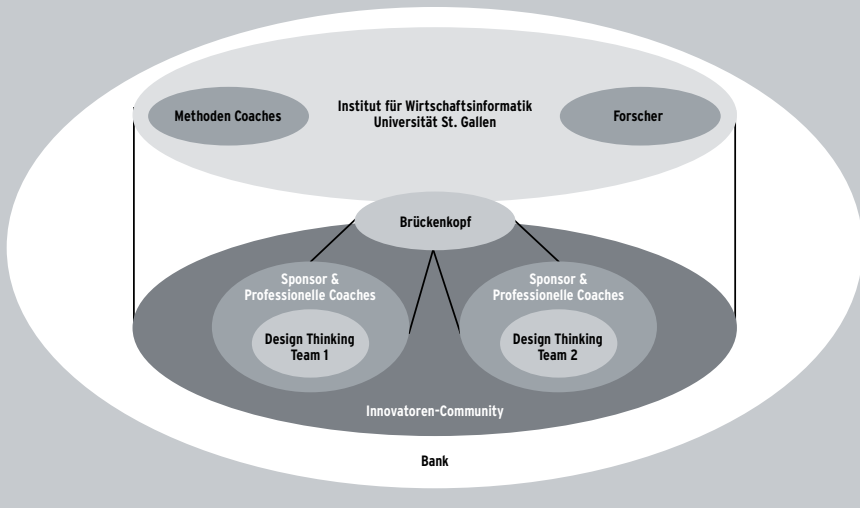 Methoden Coaches
Institut für Wirtschaftsinformatik
Universität St. Gallen
Forscher
Brückenkopf
Sponsor &
Professionelle Coaches
Design Thinking
Team 1
Sponsor &
Professionelle Coaches
Design Thinking
Team 2
Innovatoren-Community
Bank